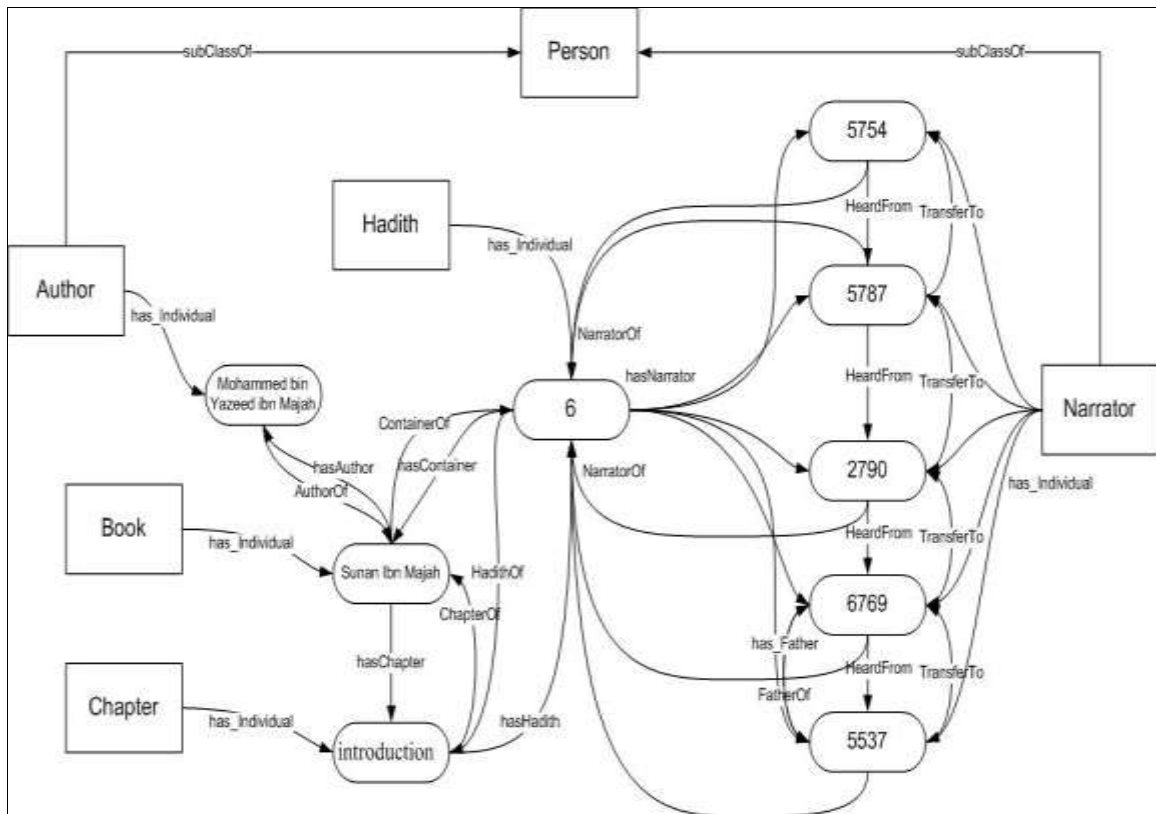 Person
subClassOf
subClassOf
5754
Hadith
HeardFrom
TransferTo
has_Individual
Author
5787
has_Individual
NarratorOf
hasNarrator
HeardFrom
TransferTo
Mohammed bin
Yazeed ibn Majah
6
Narrator
ContainerOf
hasAuthor
hasContainer
NarratorOf
2790
has_Individual
AuthorOf
Book
has_Individual
HeardFrom
TransferTo
Sunan Ibn Majah
HadithOf
ChapterOf
6769
has_Father
hasChapter
HeardFrom
TransferTo
FatherOf
Chapter
has_Individual
hasHadith
introduction
5537